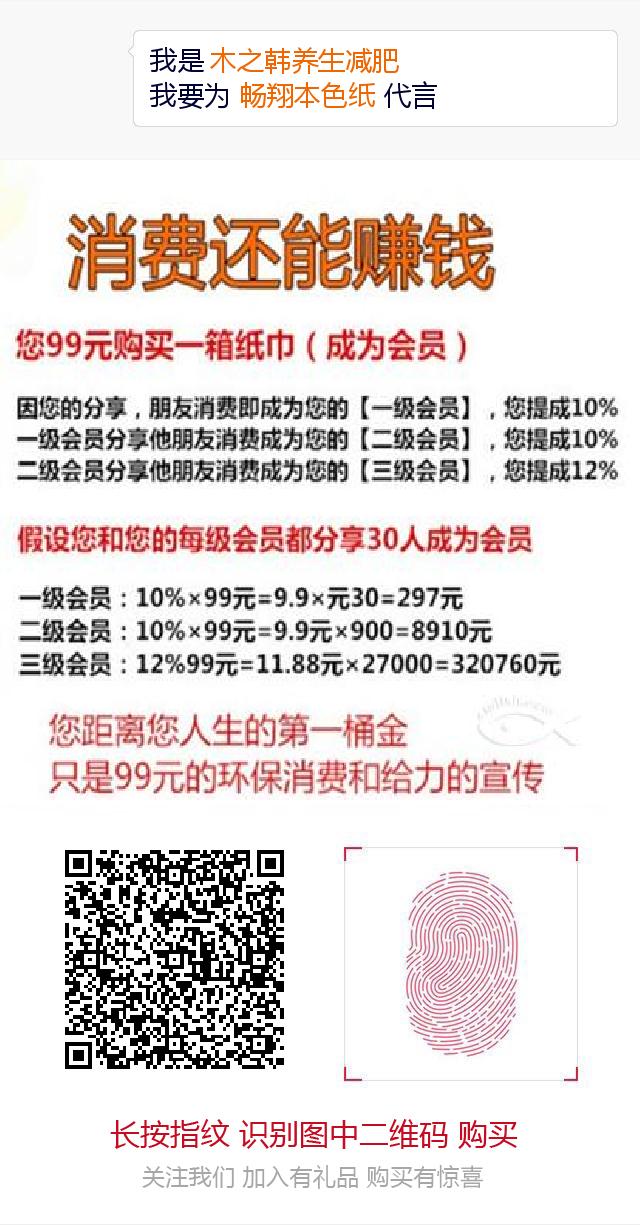 我是 木之韩养生减肥
我要为 畅翔本色纸 代言
消费还能赚钱
您99元购买一箱纸巾（成为会员）
因您的分享，朋友消费即成为您的【一级会员】，您提成10%
一级会员分享他朋友消费成为您的【二级会员】，您提成10%
二级会员分享他朋友消费成为您的【三级会员】，您提成12%
假设您和您的每级会员都分享30人成为会员
一级会员：10%×99元=9.9×元30=297元
二级会员：10%×99元=9.9元×900=8910元
三级会员：12%99元=11.88元×27000=320760元
您距离您人生的第一桶金
只是99元的环保消费和给力的宣传
长按指纹 识别图中二维码 购买
关注我们 加入有礼品 购买有惊喜